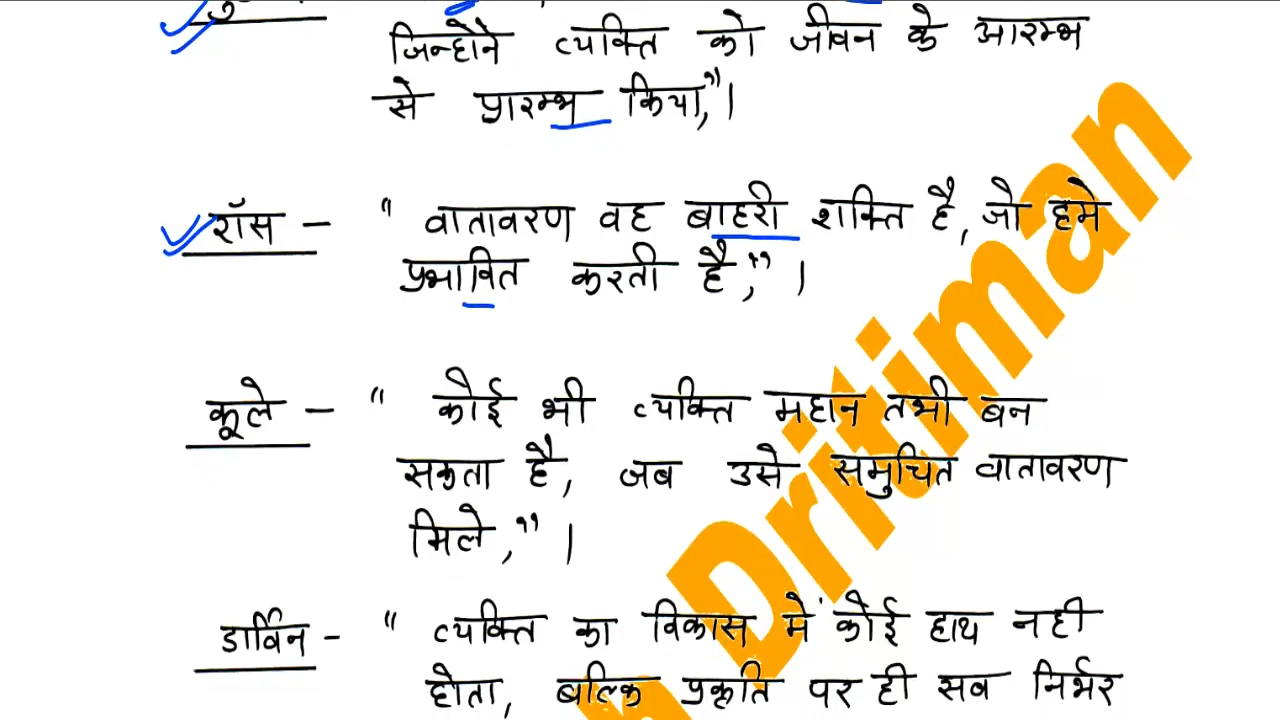 जिन्होने व्यक्ति को जीवन के आरम्भ
से प्रारम्भ किया,"।
रॉस - " वातावरण वह बाहरी शक्ति है, जो हमे
प्रभावित करती है,"।
कूले - " कोई भी व्यक्ति महान तभी बन
सकता है, जब उसे समुचित वातावरण
मिले,"।
डार्विन - " व्यक्ति का विकास में कोई हाथ नही
होता, बल्कि प्रकृति पर ही सब निर्भर
Dritiman